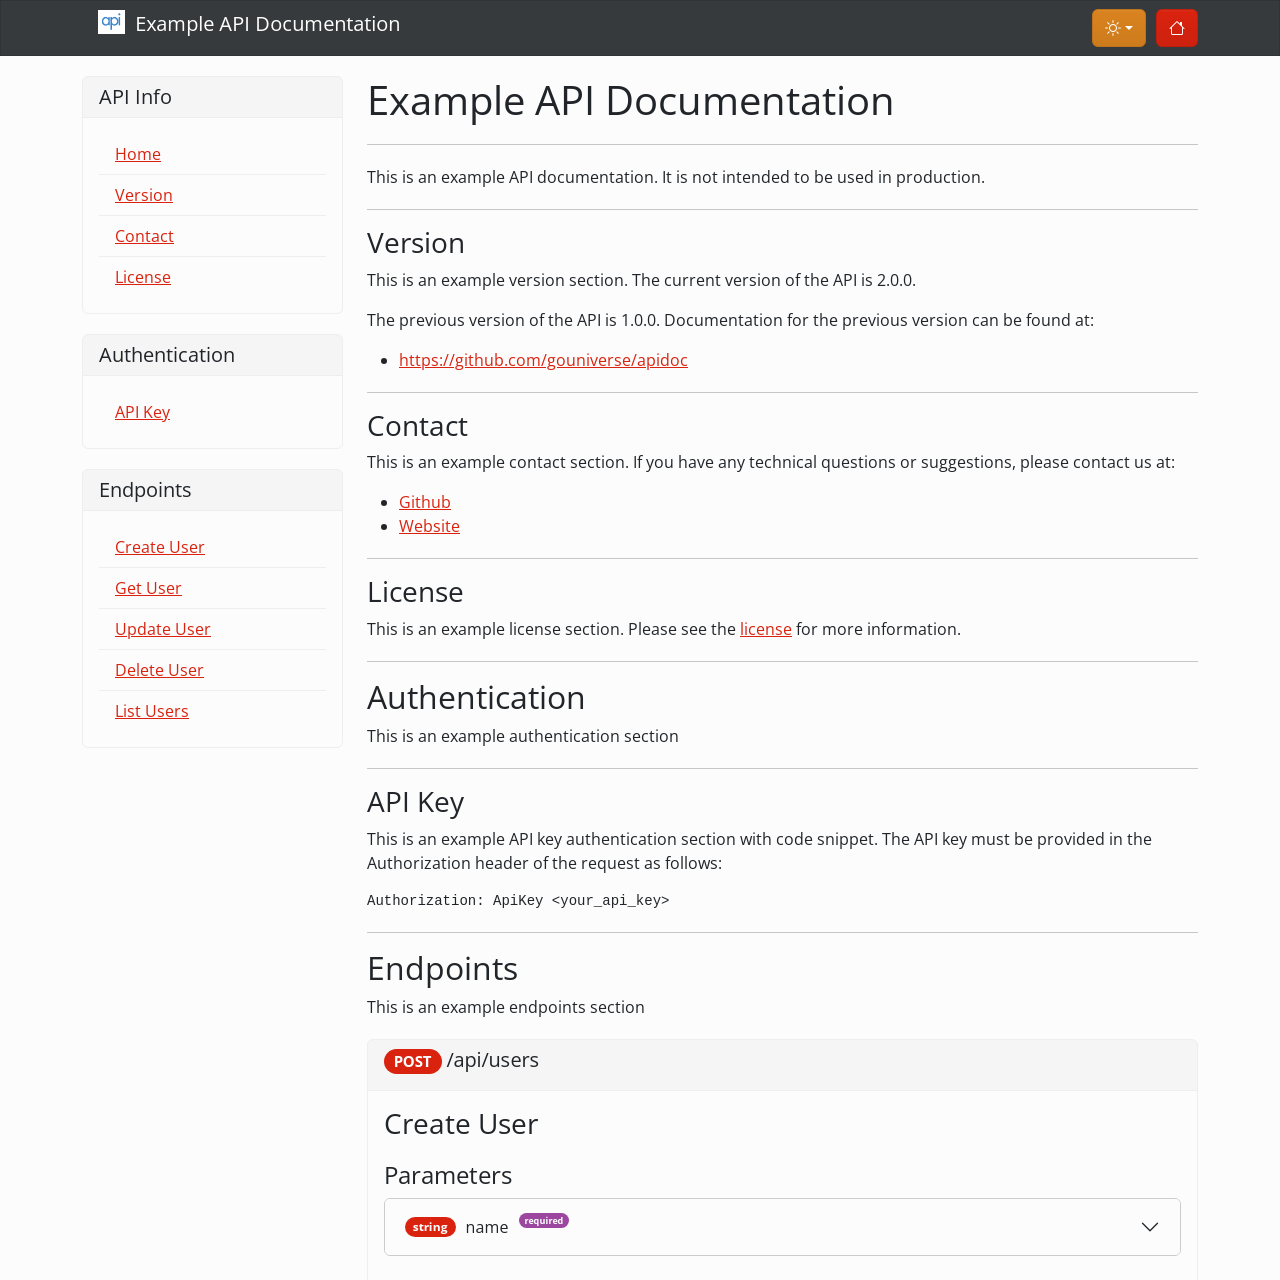 api Example API Documentation
API Info
Home
Version
Contact
License
Authentication
API Key
Endpoints
Create User
Get User
Update User
Delete User
List Users
Example API Documentation
This is an example API documentation. It is not intended to be used in production.
Version
This is an example version section. The current version of the API is 2.0.0.
The previous version of the API is 1.0.0. Documentation for the previous version can be found at:
https://github.com/gouniverse/apidoc
Contact
This is an example contact section. If you have any technical questions or suggestions, please contact us at:
Github
Website
License
This is an example license section. Please see the license for more information.
Authentication
This is an example authentication section
API Key
This is an example API key authentication section with code snippet. The API key must be provided in the
Authorization header of the request as follows:
Authorization: ApiKey <your_api_key>
Endpoints
This is an example endpoints section
POST /api/users
Create User
Parameters
string name required